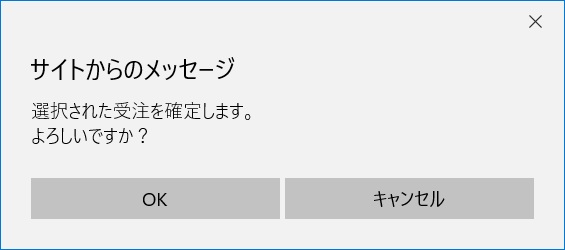 サイトからのメッセージ
選択された受注を確定します。
よろしいですか？
OK
キャンセル